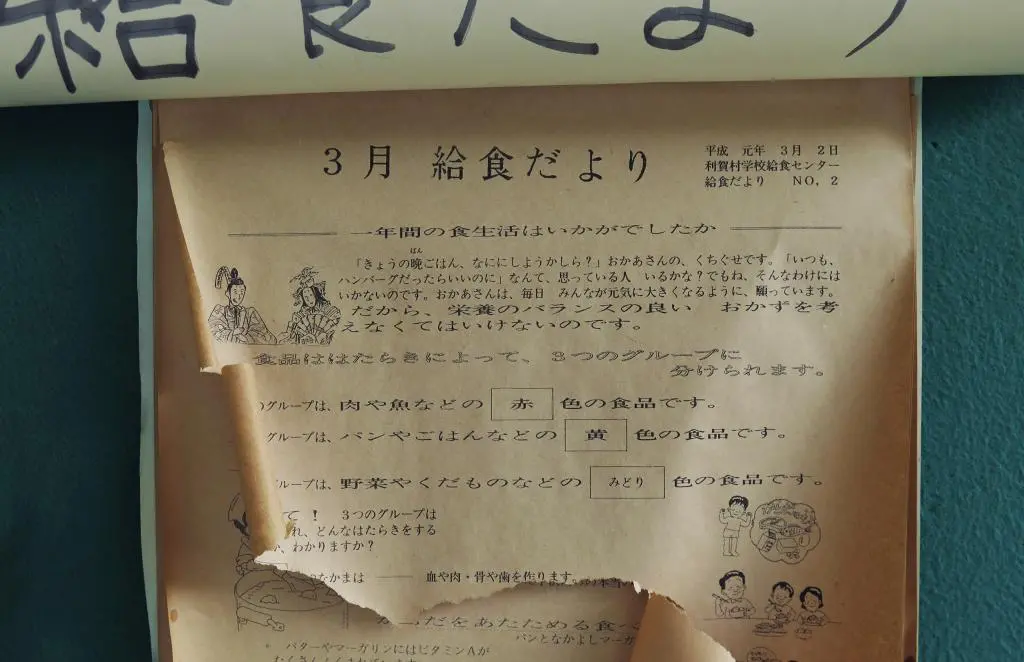 給食だより
3月 給食だより
平成 元年 3月 2日
利賀村学校給食センター
給食だより NO, 2
一年間の食生活はいかがでしたか
ばん
「きょうの晩ごはん、なににしようかしら?」おかあさんの、くちぐせです。「いつも、
ハンバーグだったらいいのに」なんて、思っている人 いるかな?でもね、そんなわけには
いかないのです。おかあさんは、毎日 みんなが元気に大きくなるように、願っています。
だから、栄養のバランスの良い おかずを考
えなくてはいけないのです。
食品ははたらきによって、3つのグループに
分けられます。
グループは、肉や魚などの 赤 色の食品です。
グループは、パンやごはんなどの 黄 色の食品です。
ループは、野菜やくだものなどの みどり 色の食品です。
て! 3つのグループは
れ、どんなはたらきをする
か、わかりますか?
なかまは ── 血や肉・骨や歯を作ります。
だをあたためる食べ
パンとなかよしマーガ
* バターやマーガリンにはビタミンAが
たくさん